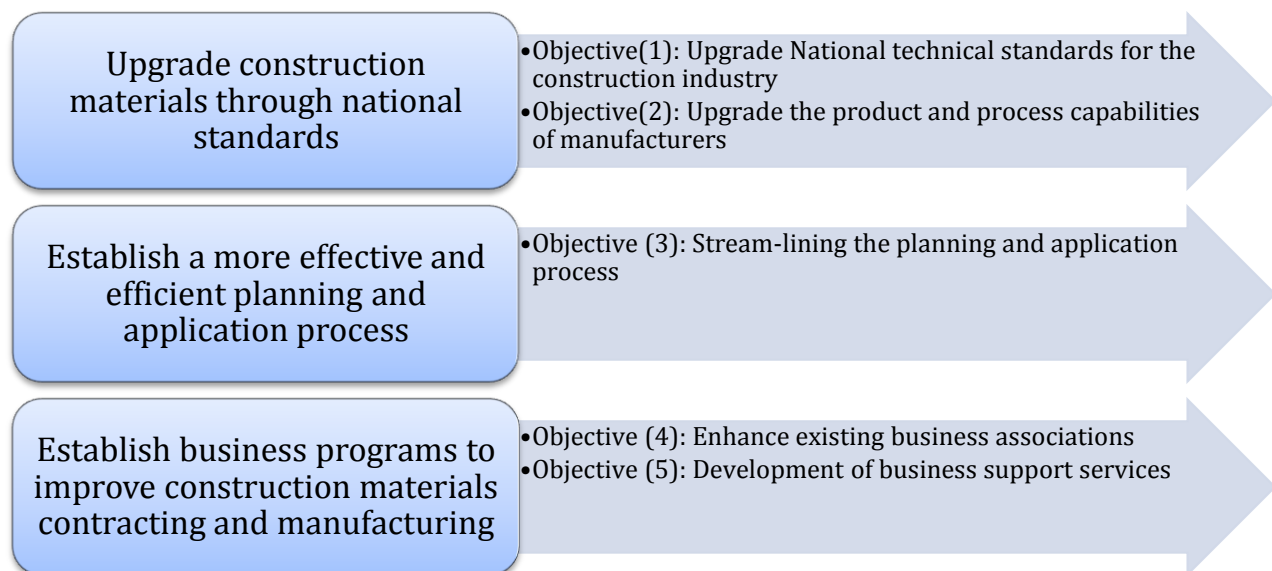 Upgrade construction
materials through national
standards
•Objective(1): Upgrade National technical standards for the
construction industry
•Objective(2): Upgrade the product and process capabilities
of manufacturers
Establish a more effective and
efficient planning and
application process
•Objective (3): Stream-lining the planning and application
process
Establish business programs to
improve construction materials
contracting and manufacturing
•Objective (4): Enhance existing business associations
•Objective (5): Development of business support services